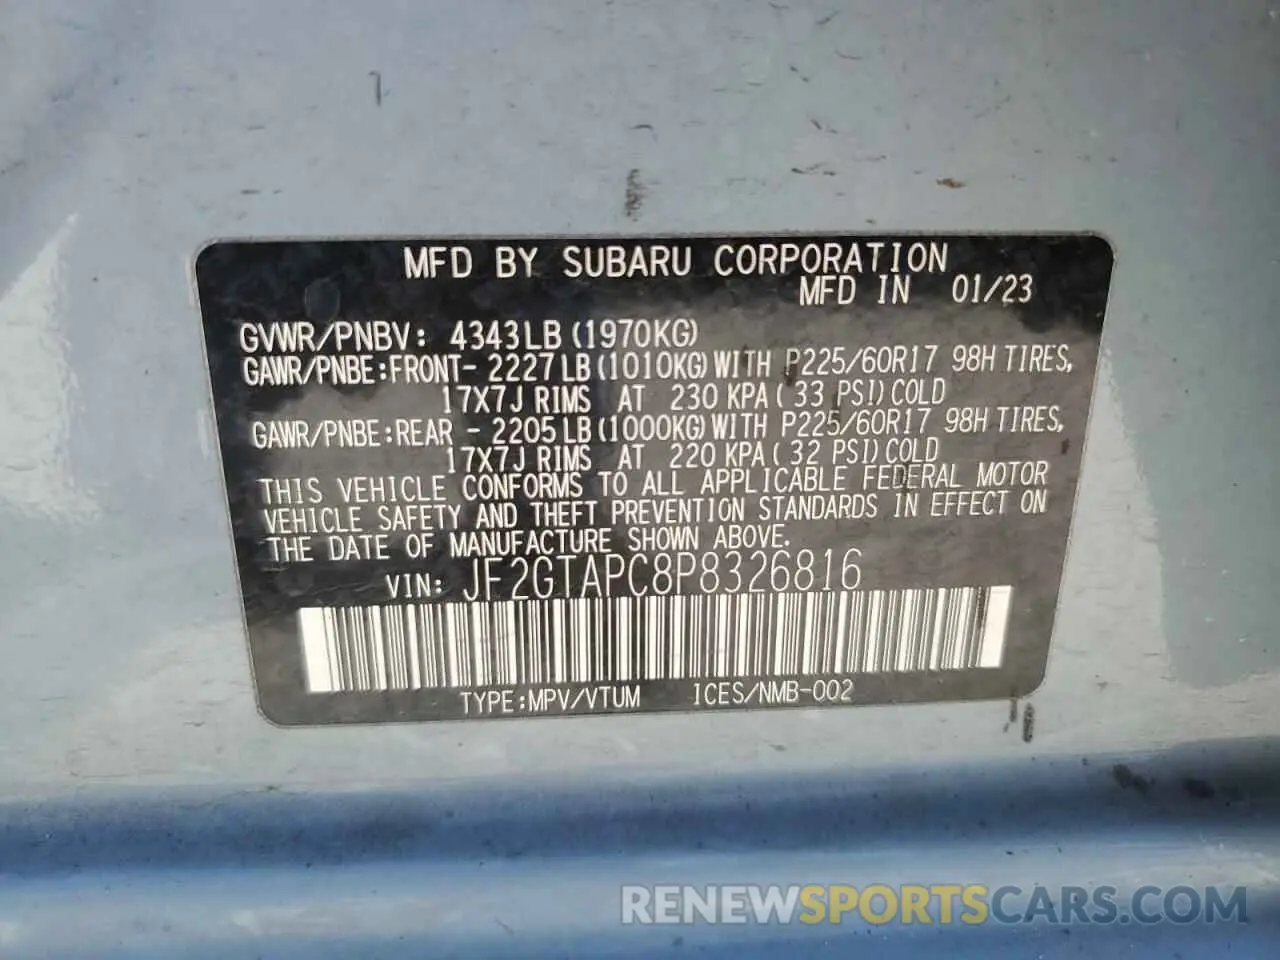 MFD BY SUBARU CORPORATION
MFD IN 01/23
GVWR/PNBV: 4343LB(1970KG)
GAWR/PNBE:FRONT- 2227LB(1010KG)WITH P225/60R17 98H TIRES,
17X7J RIMS AT 230 KPA( 33 PSI)COLD
GAWR/PNBE:REAR - 2205LB(1000KG)WITH P225/60R17 98H TIRES,
17X7J RIMS AT 220 KPA( 32 PSI)COLD
THIS VEHICLE CONFORMS TO ALL APPLICABLE FEDERAL MOTOR
VEHICLE SAFETY AND THEFT PREVENTION STANDARDS IN EFFECT ON
THE DATE OF MANUFACTURE SHOWN ABOVE.
VIN: JF2GTAPC8P8326816
TYPE:MPV/VTUM ICES/NMB-002
RENEWSPORTSCARS.COM